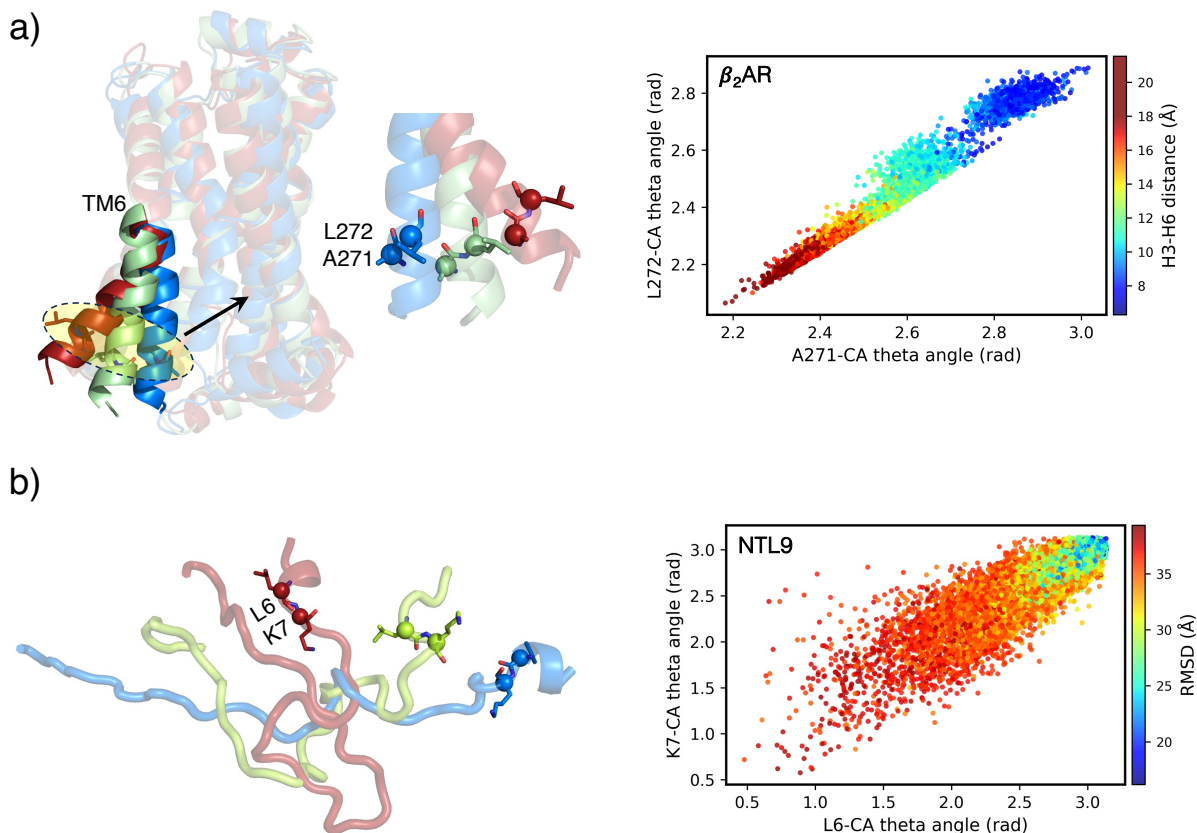 a)
TM6
L272
A271
β₂AR
L272-CA theta angle (rad)
2.8
2.6
2.4
2.2
2.2
2.4
2.6
2.8
3.0
A271-CA theta angle (rad)
20
18
16
14
12
10
8
H3-H6 distance (Å)
b)
L6
K7
NTL9
K7-CA theta angle (rad)
3.0
2.5
2.0
1.5
1.0
0.5
0.5
1.0
1.5
2.0
2.5
3.0
L6-CA theta angle (rad)
35
30
25
20
RMSD (Å)